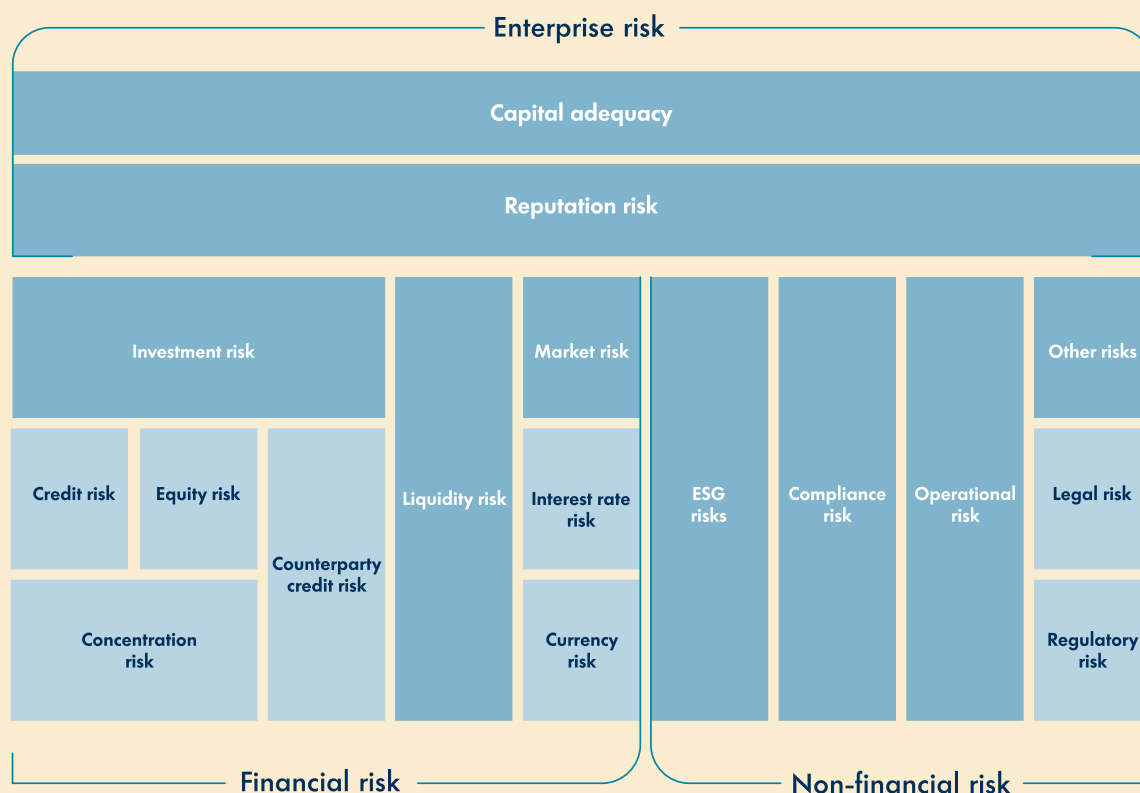 Enterprise risk
Capital adequacy
Reputation risk
Investment risk
Market risk
Other risks
Credit risk
Equity risk
Counterparty
credit risk
Liquidity risk
Interest rate
risk
ESG
risks
Compliance
risk
Operational
risk
Legal risk
Concentration
risk
Currency
risk
Regulatory
risk
Financial risk
Non-financial risk